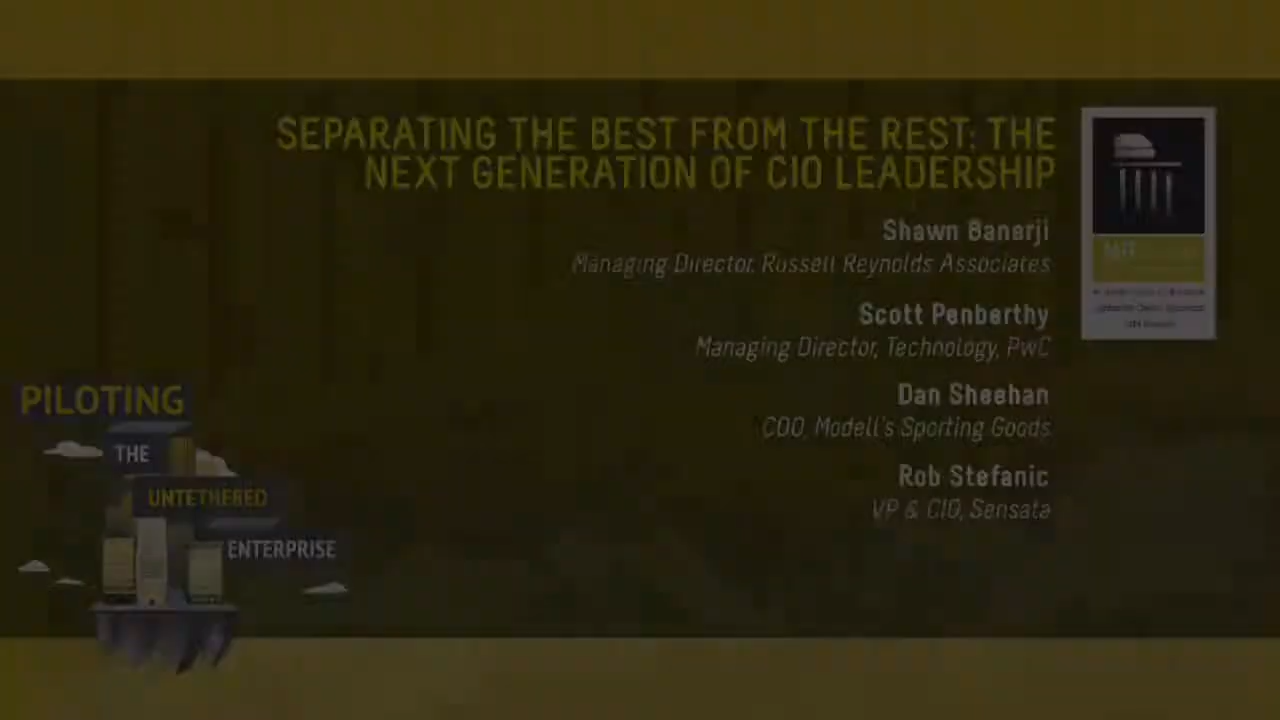 SEPARATING THE BEST FROM THE REST: THE
NEXT GENERATION OF CIO LEADERSHIP
Shawn Banerji
Managing Director, Russell Reynolds Associates
Scott Penberthy
Managing Director, Technology, PwC
Dan Sheehan
COO, Modell's Sporting Goods
Rob Stefanic
VP & CIO, Sensata
PILOTING
THE
UNTETHERED
ENTERPRISE
MIT